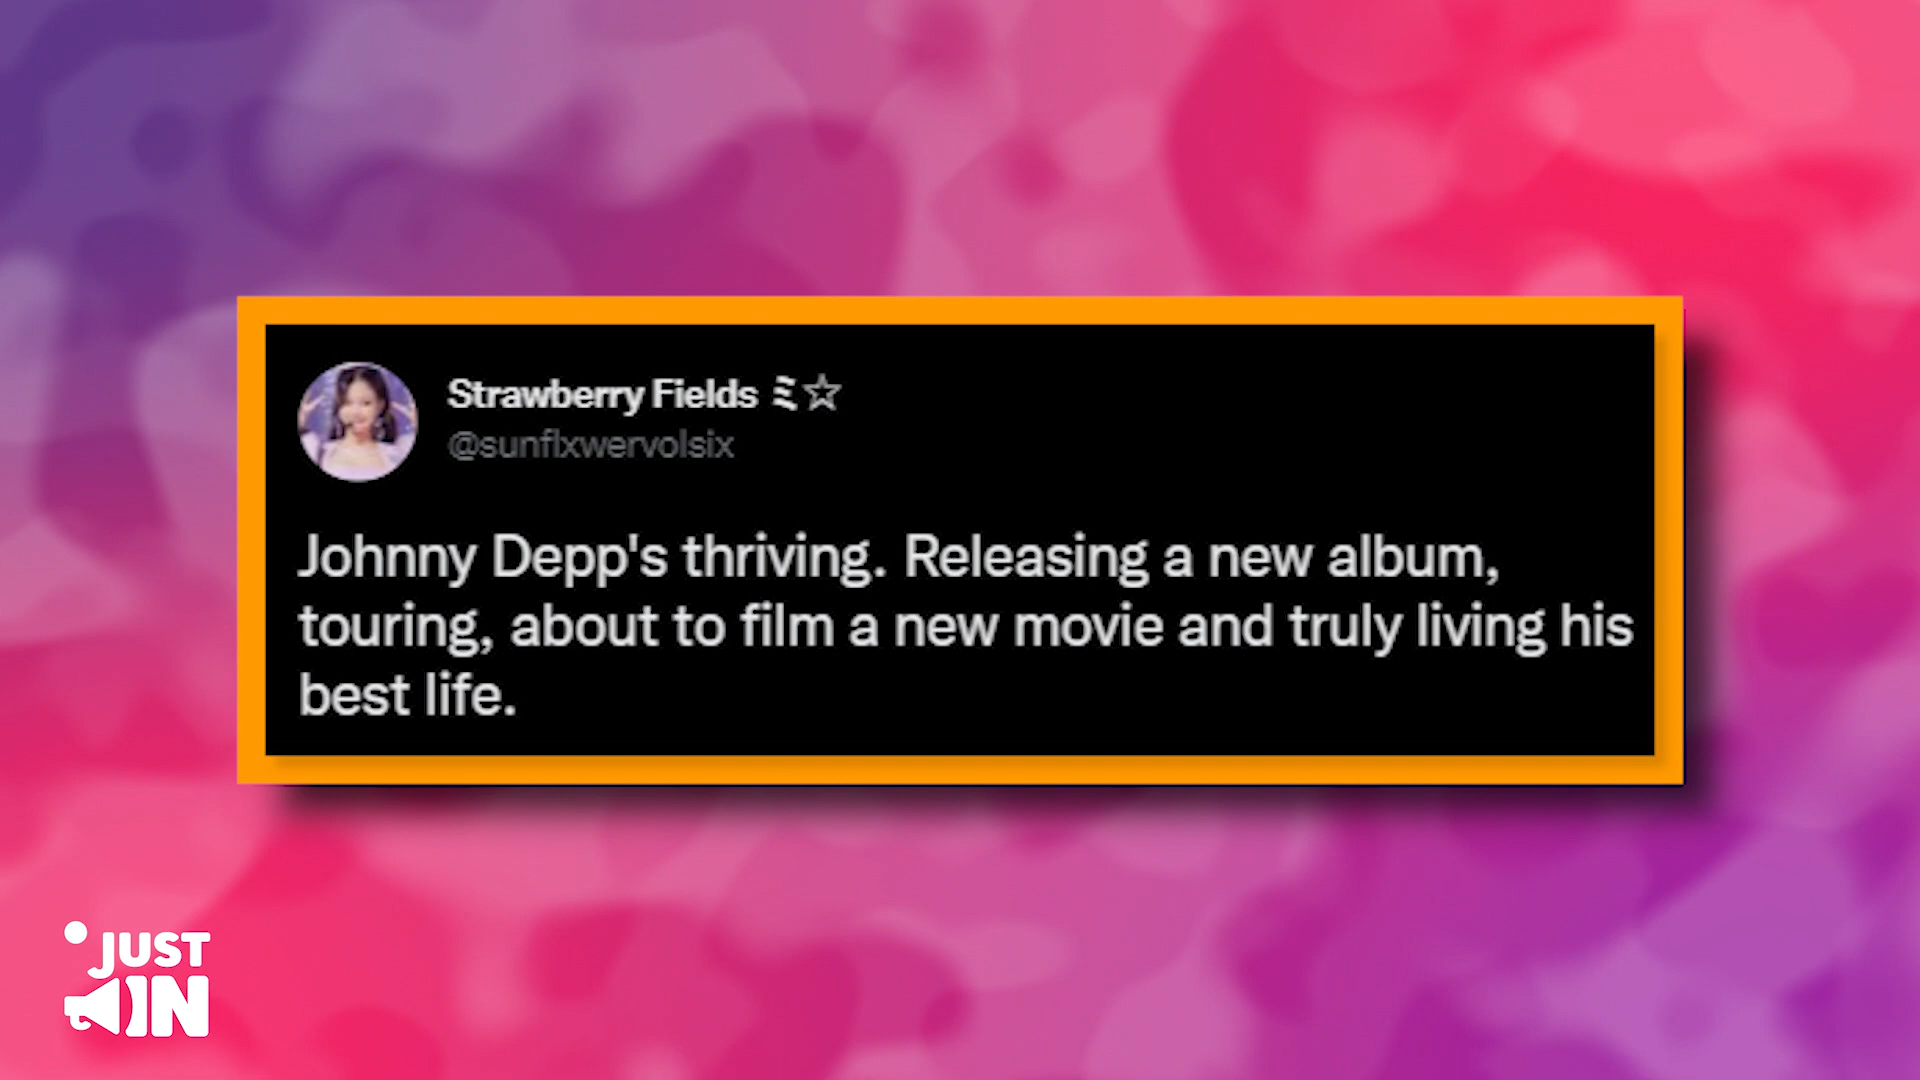 Strawberry Fields ミ☆
@sunflxwervolsix
Johnny Depp's thriving. Releasing a new album,
touring, about to film a new movie and truly living his
best life.
JUST
IN